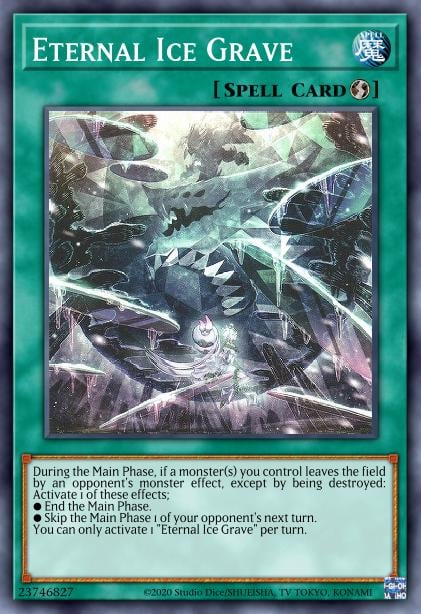 ETERNAL ICE GRAVE
SPELL
魔
[SPELL CARD]
During the Main Phase, if a monster(s) you control leaves the field
by an opponent's monster effect, except by being destroyed:
Activate 1 of these effects;
● End the Main Phase.
● Skip the Main Phase 1 of your opponent's next turn.
You can only activate 1 "Eternal Ice Grave" per turn.
23746827
©2020 Studio Dice/SHUEISHA, TV TOKYO, KONAMI